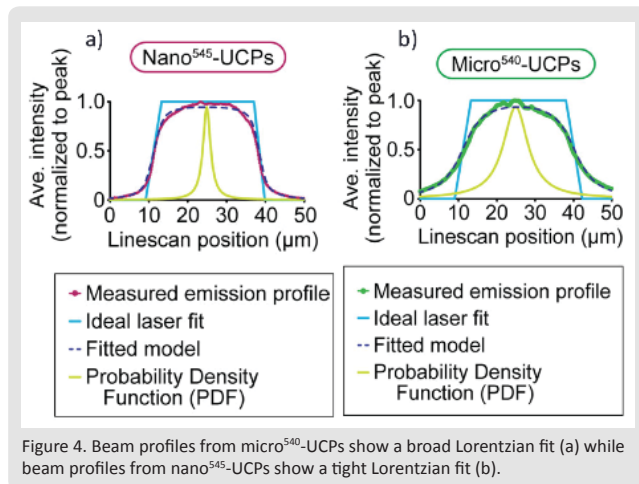 a)
Nano⁵⁴⁵-UCPs
Ave. intensity
(normalized to peak)
1.0
0.5
0
0 10 20 30 40 50
Linescan position (µm)
Measured emission profile
Ideal laser fit
Fitted model
Probability Density
Function (PDF)
b)
Micro⁵⁴⁰-UCPs
Ave. intensity
(normalized to peak)
1.0
0.5
0
0 10 20 30 40 50
Linescan position (µm)
Measured emission profile
Ideal laser fit
Fitted model
Probability Density
Function (PDF)
Figure 4. Beam profiles from micro⁵⁴⁰-UCPs show a broad Lorentzian fit (a) while
beam profiles from nano⁵⁴⁵-UCPs show a tight Lorentzian fit (b).